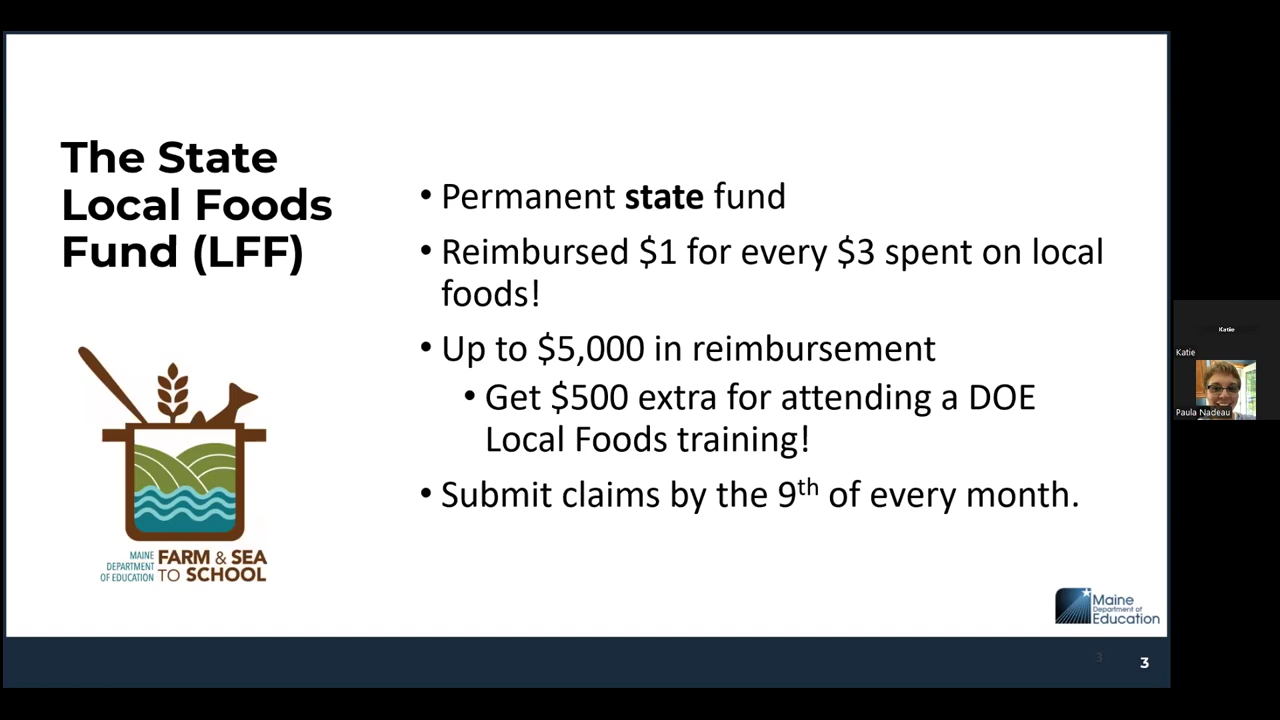 The State
Local Foods
Fund (LFF)
• Permanent state fund
• Reimbursed $1 for every $3 spent on local
foods!
• Up to $5,000 in reimbursement
• Get $500 extra for attending a DOE
Local Foods training!
• Submit claims by the 9th of every month.
MAINE
DEPARTMENT
OF EDUCATION
FARM & SEA
TO SCHOOL
Maine
Department of
Education
3
3
Katie
Katie
Paula Nadeau